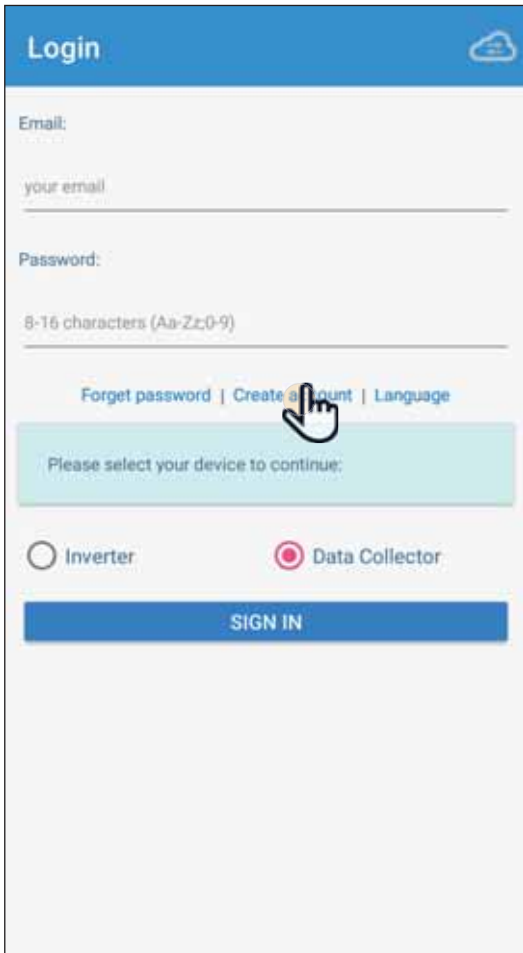 Login
Email:
your email
Password:
8-16 characters (Aa-Zz;0-9)
Forget password | Create account | Language
Please select your device to continue:
Inverter
Data Collector
SIGN IN